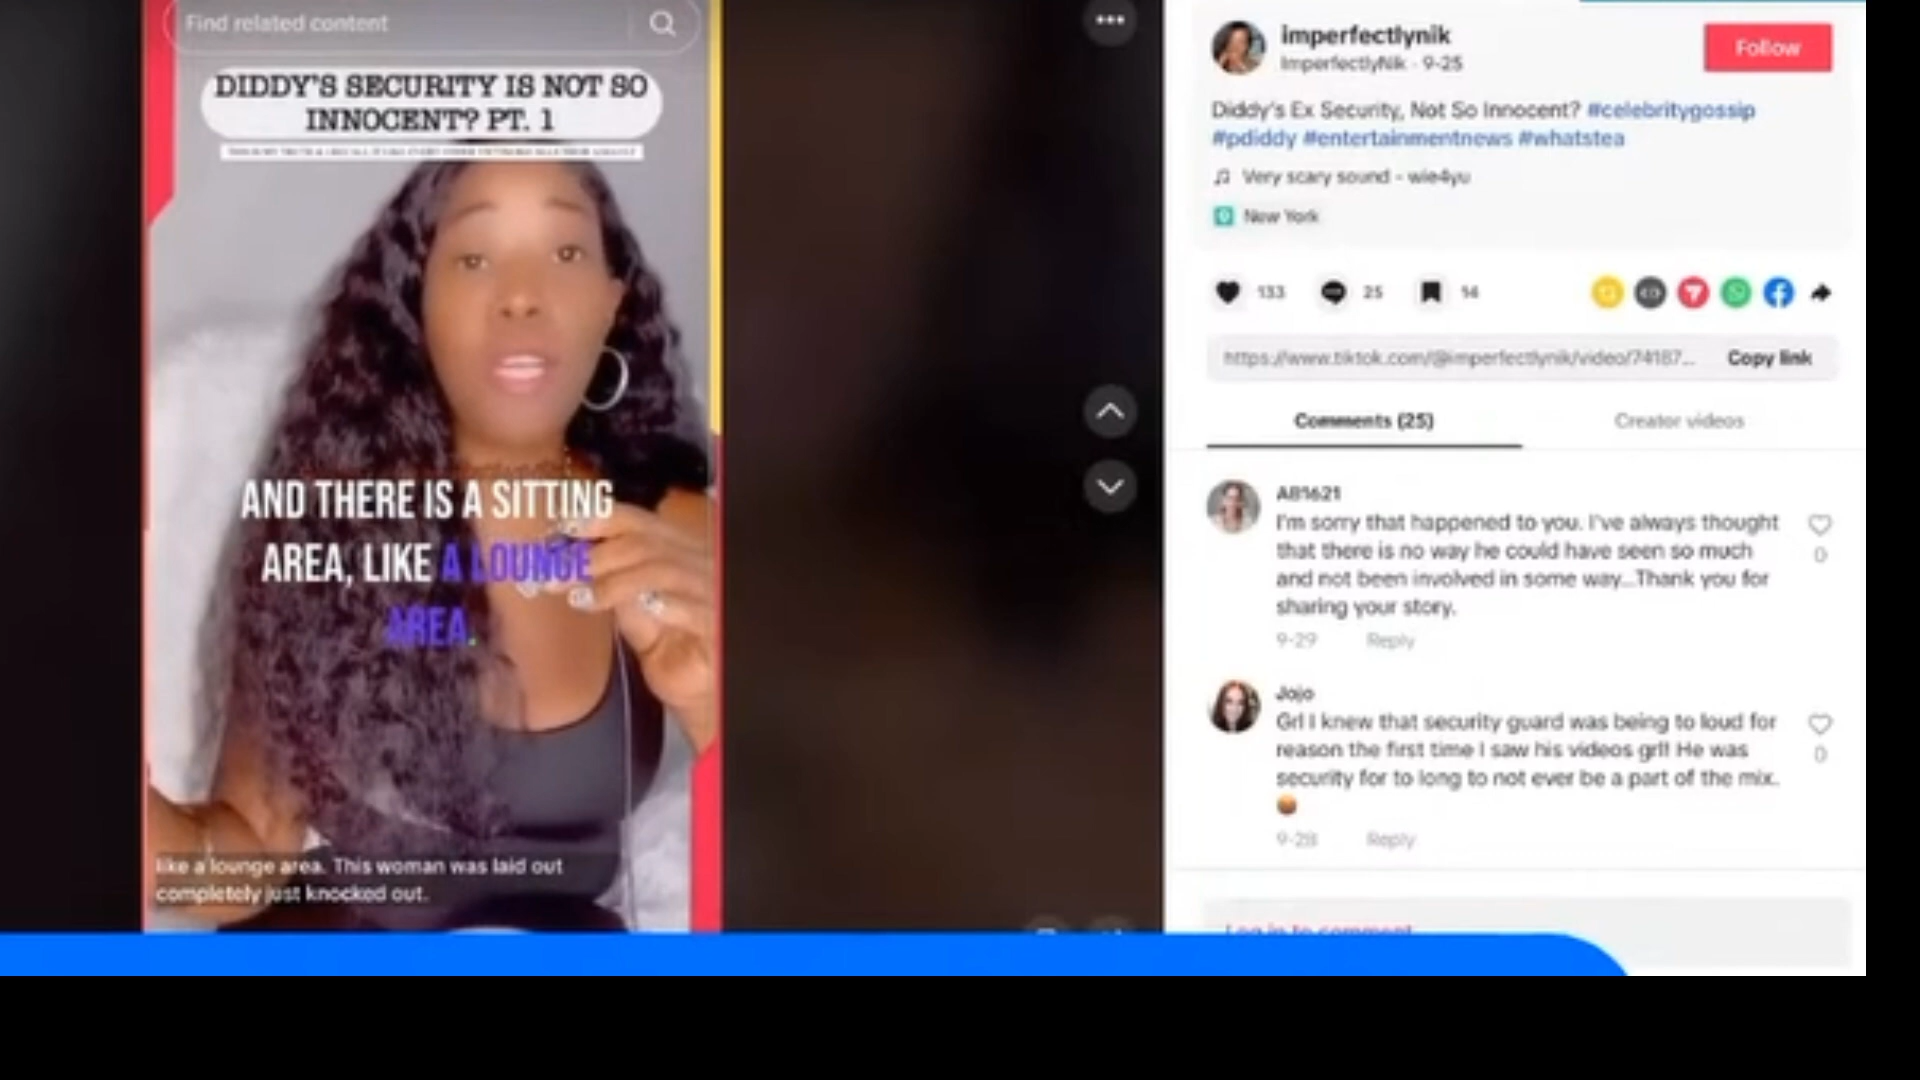 Find related content
DIDDY'S SECURITY IS NOT SO
INNOCENT? PT. 1
AND THERE IS A SITTING
AREA, LIKE A LOUNGE
AREA.
like a lounge area. This woman was laid out
completely just knocked out.
imperfectlynik
ImperfectlyNik · 9-25
Follow
Diddy's Ex Security, Not So Innocent? #celebritygossip
#pdiddy #entertainmentnews #whatstea
Very scary sound - wie4yu
New York
133
25
14
https://www.tiktok.com/@imperfectlynik/video/74187...
Copy link
Comments (25)
Creator videos
A81621
I'm sorry that happened to you. I've always thought
that there is no way he could have seen so much
and not been involved in some way...Thank you for
sharing your story.
0
9-29
Reply
Jojo
Grl I knew that security guard was being to loud for
reason the first time I saw his videos grl! He was
security for to long to not ever be a part of the mix.
0
9-28
Reply
Log in to comment